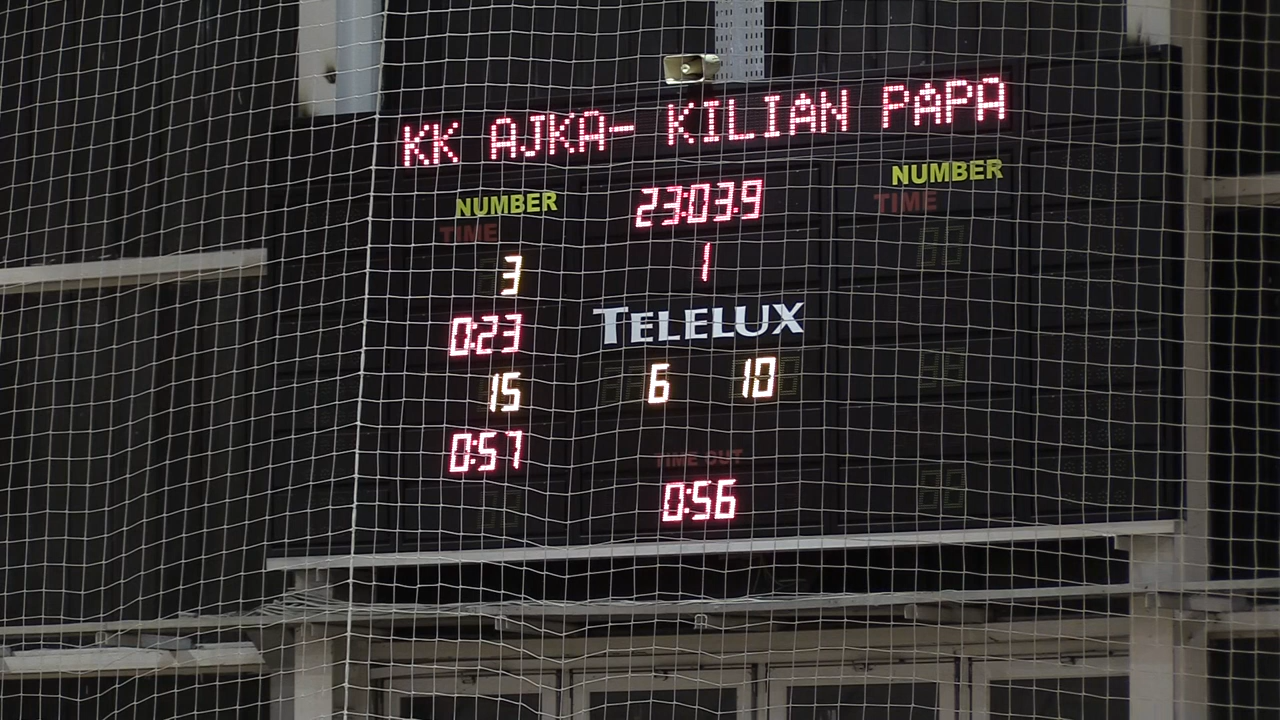 KK AJKA- KILIAN PAPA
NUMBER
TIME
3
0:23
15
0:57
23:03.9
1
TELELUX
6 10
TIME OUT
0:56
NUMBER
TIME